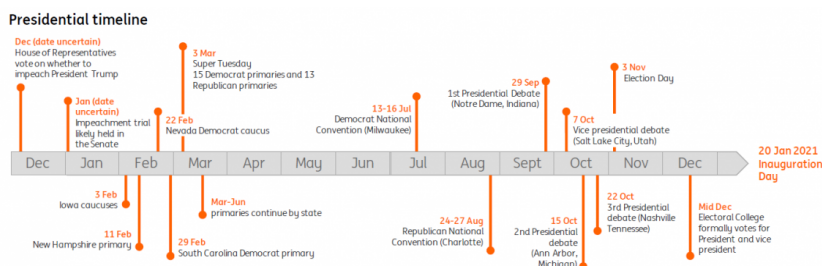 Presidential timeline
Dec (date uncertain)
House of Representatives
vote on whether to
impeach President Trump
Jan (date
uncertain)
Impeachment trial
likely held in
the Senate
22 Feb
Nevada Democrat caucus
3 Mar
Super Tuesday
15 Democrat primaries and 13
Republican primaries
13-16 Jul
Democrat National
Convention (Milwaukee)
29 Sep
1st Presidential Debate
(Notre Dame, Indiana)
7 Oct
Vice presidential debate
(Salt Lake City, Utah)
3 Nov
Election Day
Dec Jan Feb Mar Apr May Jun Jul Aug Sept Oct Nov Dec
20 Jan 2021
Inauguration
Day
3 Feb
Iowa caucuses
11 Feb
New Hampshire primary
29 Feb
South Carolina Democrat primary
Mar-Jun
primaries continue by state
24-27 Aug
Republican National
Convention (Charlotte)
15 Oct
2nd Presidential
debate
(Ann Arbor,
Michigan)
22 Oct
3rd Presidential
debate (Nashville
Tennessee)
Mid Dec
Electoral College
formally votes for
President and vice
president